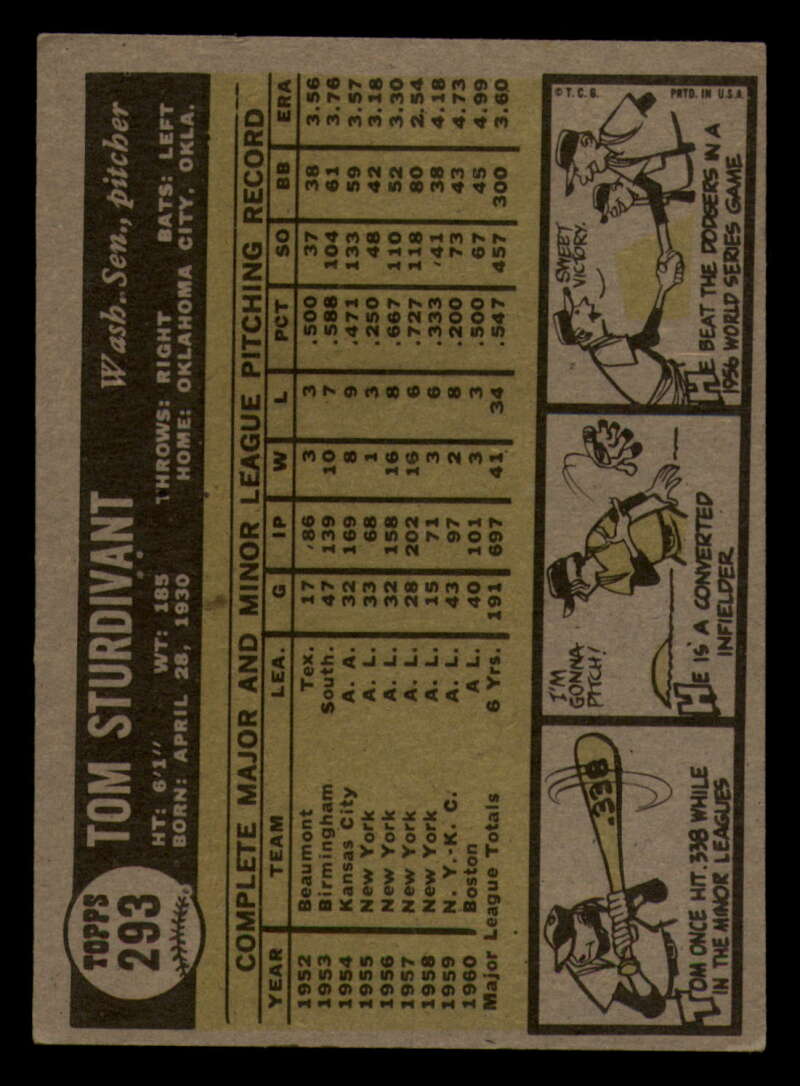 TOPPS
293
TOM STURDIVANT Wash. Sen., pitcher
HT: 6'1" WT: 185 THROWS: RIGHT BATS: LEFT
BORN: APRIL 28, 1930 HOME: OKLAHOMA CITY, OKLA.
COMPLETE MAJOR AND MINOR LEAGUE PITCHING RECORD
YEAR TEAM LEA. G IP W L PCT SO BB ERA
1952 Beaumont Tex. 17 86 3 3 .500 37 38 3.56
1953 Birmingham South. 47 139 10 7 .588 104 61 3.76
1954 Kansas City A. A. 32 169 8 9 .471 133 59 3.57
1955 New York A. L. 33 68 1 3 .250 48 42 3.18
1956 New York A. L. 32 158 16 8 .667 110 52 3.30
1957 New York A. L. 28 202 16 6 .727 118 80 2.54
1958 New York A. L. 15 71 3 6 .333 41 38 4.18
1959 N. Y.-K. C. A. L. 43 97 2 8 .200 73 43 4.73
1960 Boston A L. 40 101 3 3 .500 67 45 4.99
Major League Totals 6 Yrs. 191 697 41 34 .547 457 300 3.60
.338
TOM ONCE HIT .338 WHILE
IN THE MINOR LEAGUES
I'M
GONNA
PITCH!
HE IS A CONVERTED
INFIELDER.
© T. C. G. PRTD. IN U.S.A.
SWEET
VICTORY.
HE BEAT THE DODGERS IN A
1956 WORLD SERIES GAME.